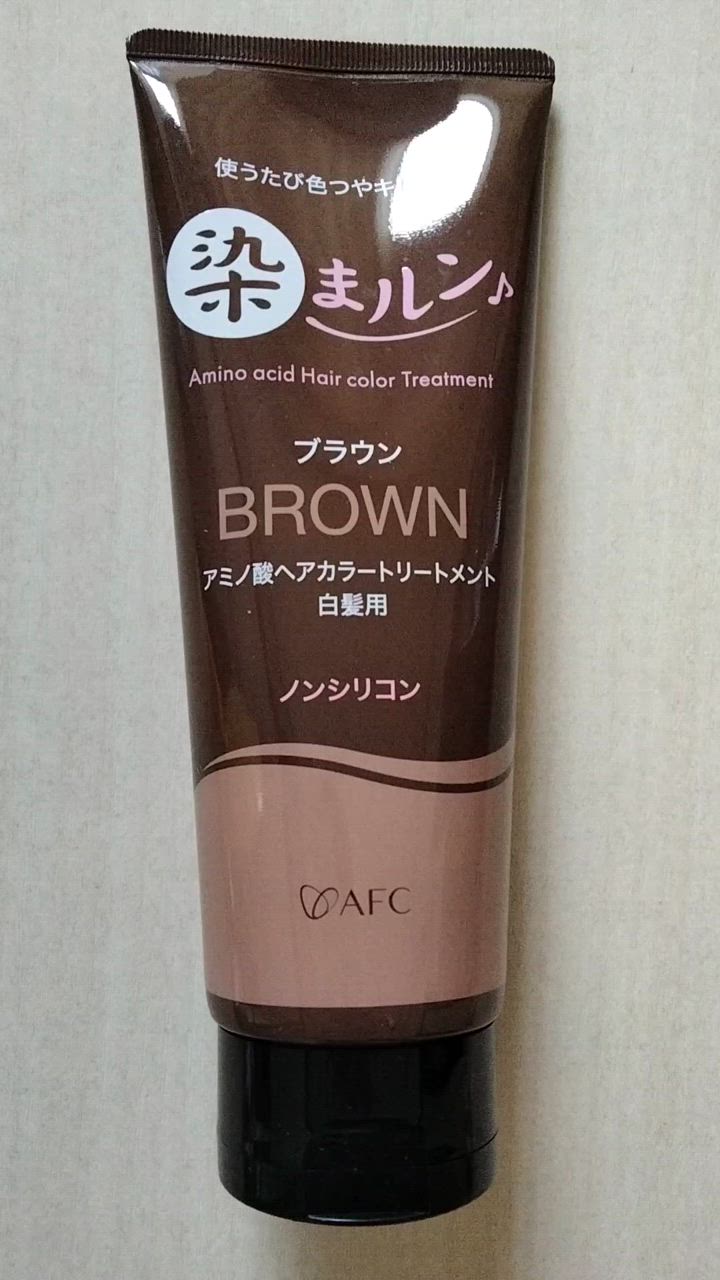 使うたび色つやキ
染まルン♪
Amino acid Hair color Treatment
ブラウン
BROWN
アミノ酸ヘアカラートリートメント
白髪用
ノンシリコン
AFC